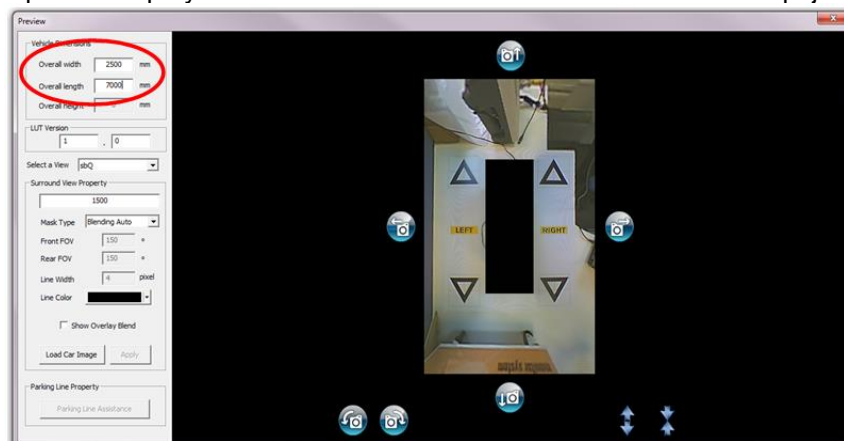 Preview
Vehicle Dimensions
Overall width 2500 mm
Overall length 7000 mm
Overall height mm
LUT Version
1 . 0
Select a View sbQ
Surround View Property
1500
Mask Type Blending Auto
Front FOV 150 °
Rear FOV 150 °
Line Width 4 pixel
Line Color
Show Overlay Blend
Load Car Image Apply
Parking Line Property
Parking Line Assistance
LEFT RIGHT
monitor system